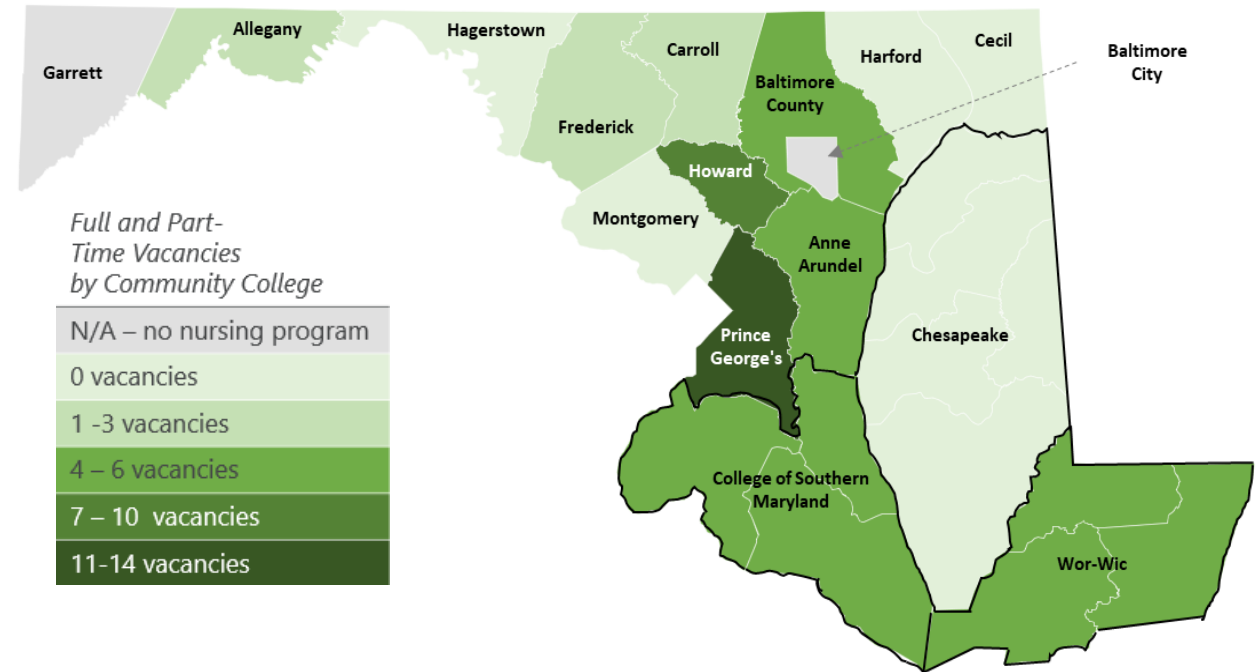 Garrett
Allegany
Hagerstown
Frederick
Carroll
Baltimore
County
Harford
Cecil
Baltimore
City
Howard
Montgomery
Anne
Arundel
Prince
George's
Chesapeake
College of Southern
Maryland
Wor-Wic
Full and Part-
Time Vacancies
by Community College
N/A – no nursing program
0 vacancies
1 -3 vacancies
4 – 6 vacancies
7 – 10  vacancies
11-14 vacancies